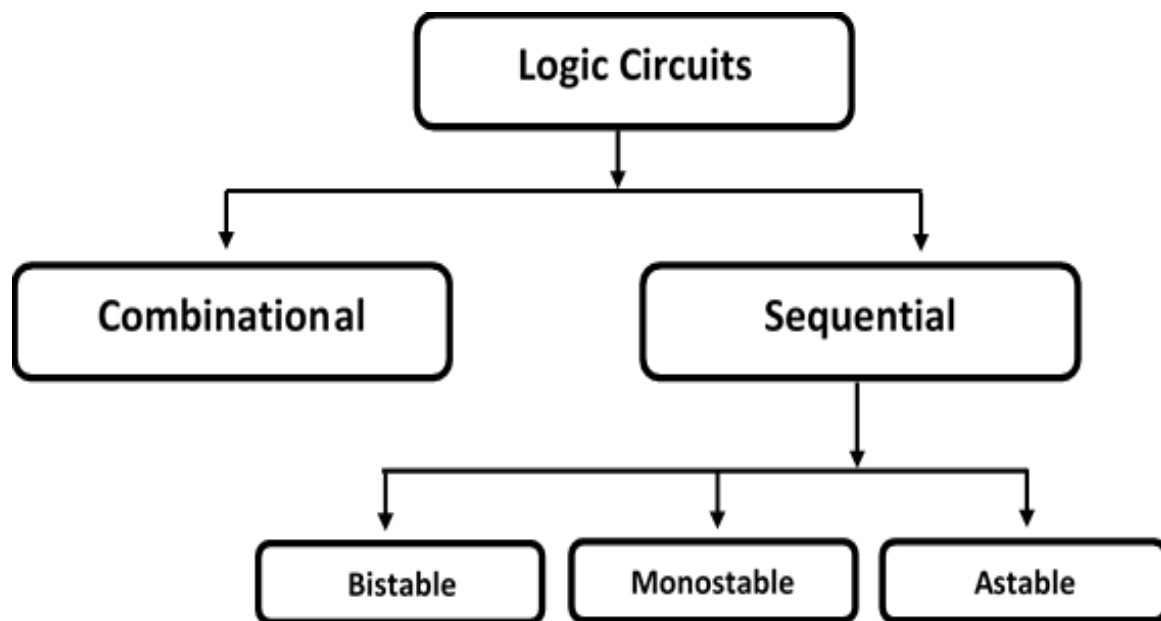 Logic Circuits
Combinational
Sequential
Bistable
Monostable
Astable